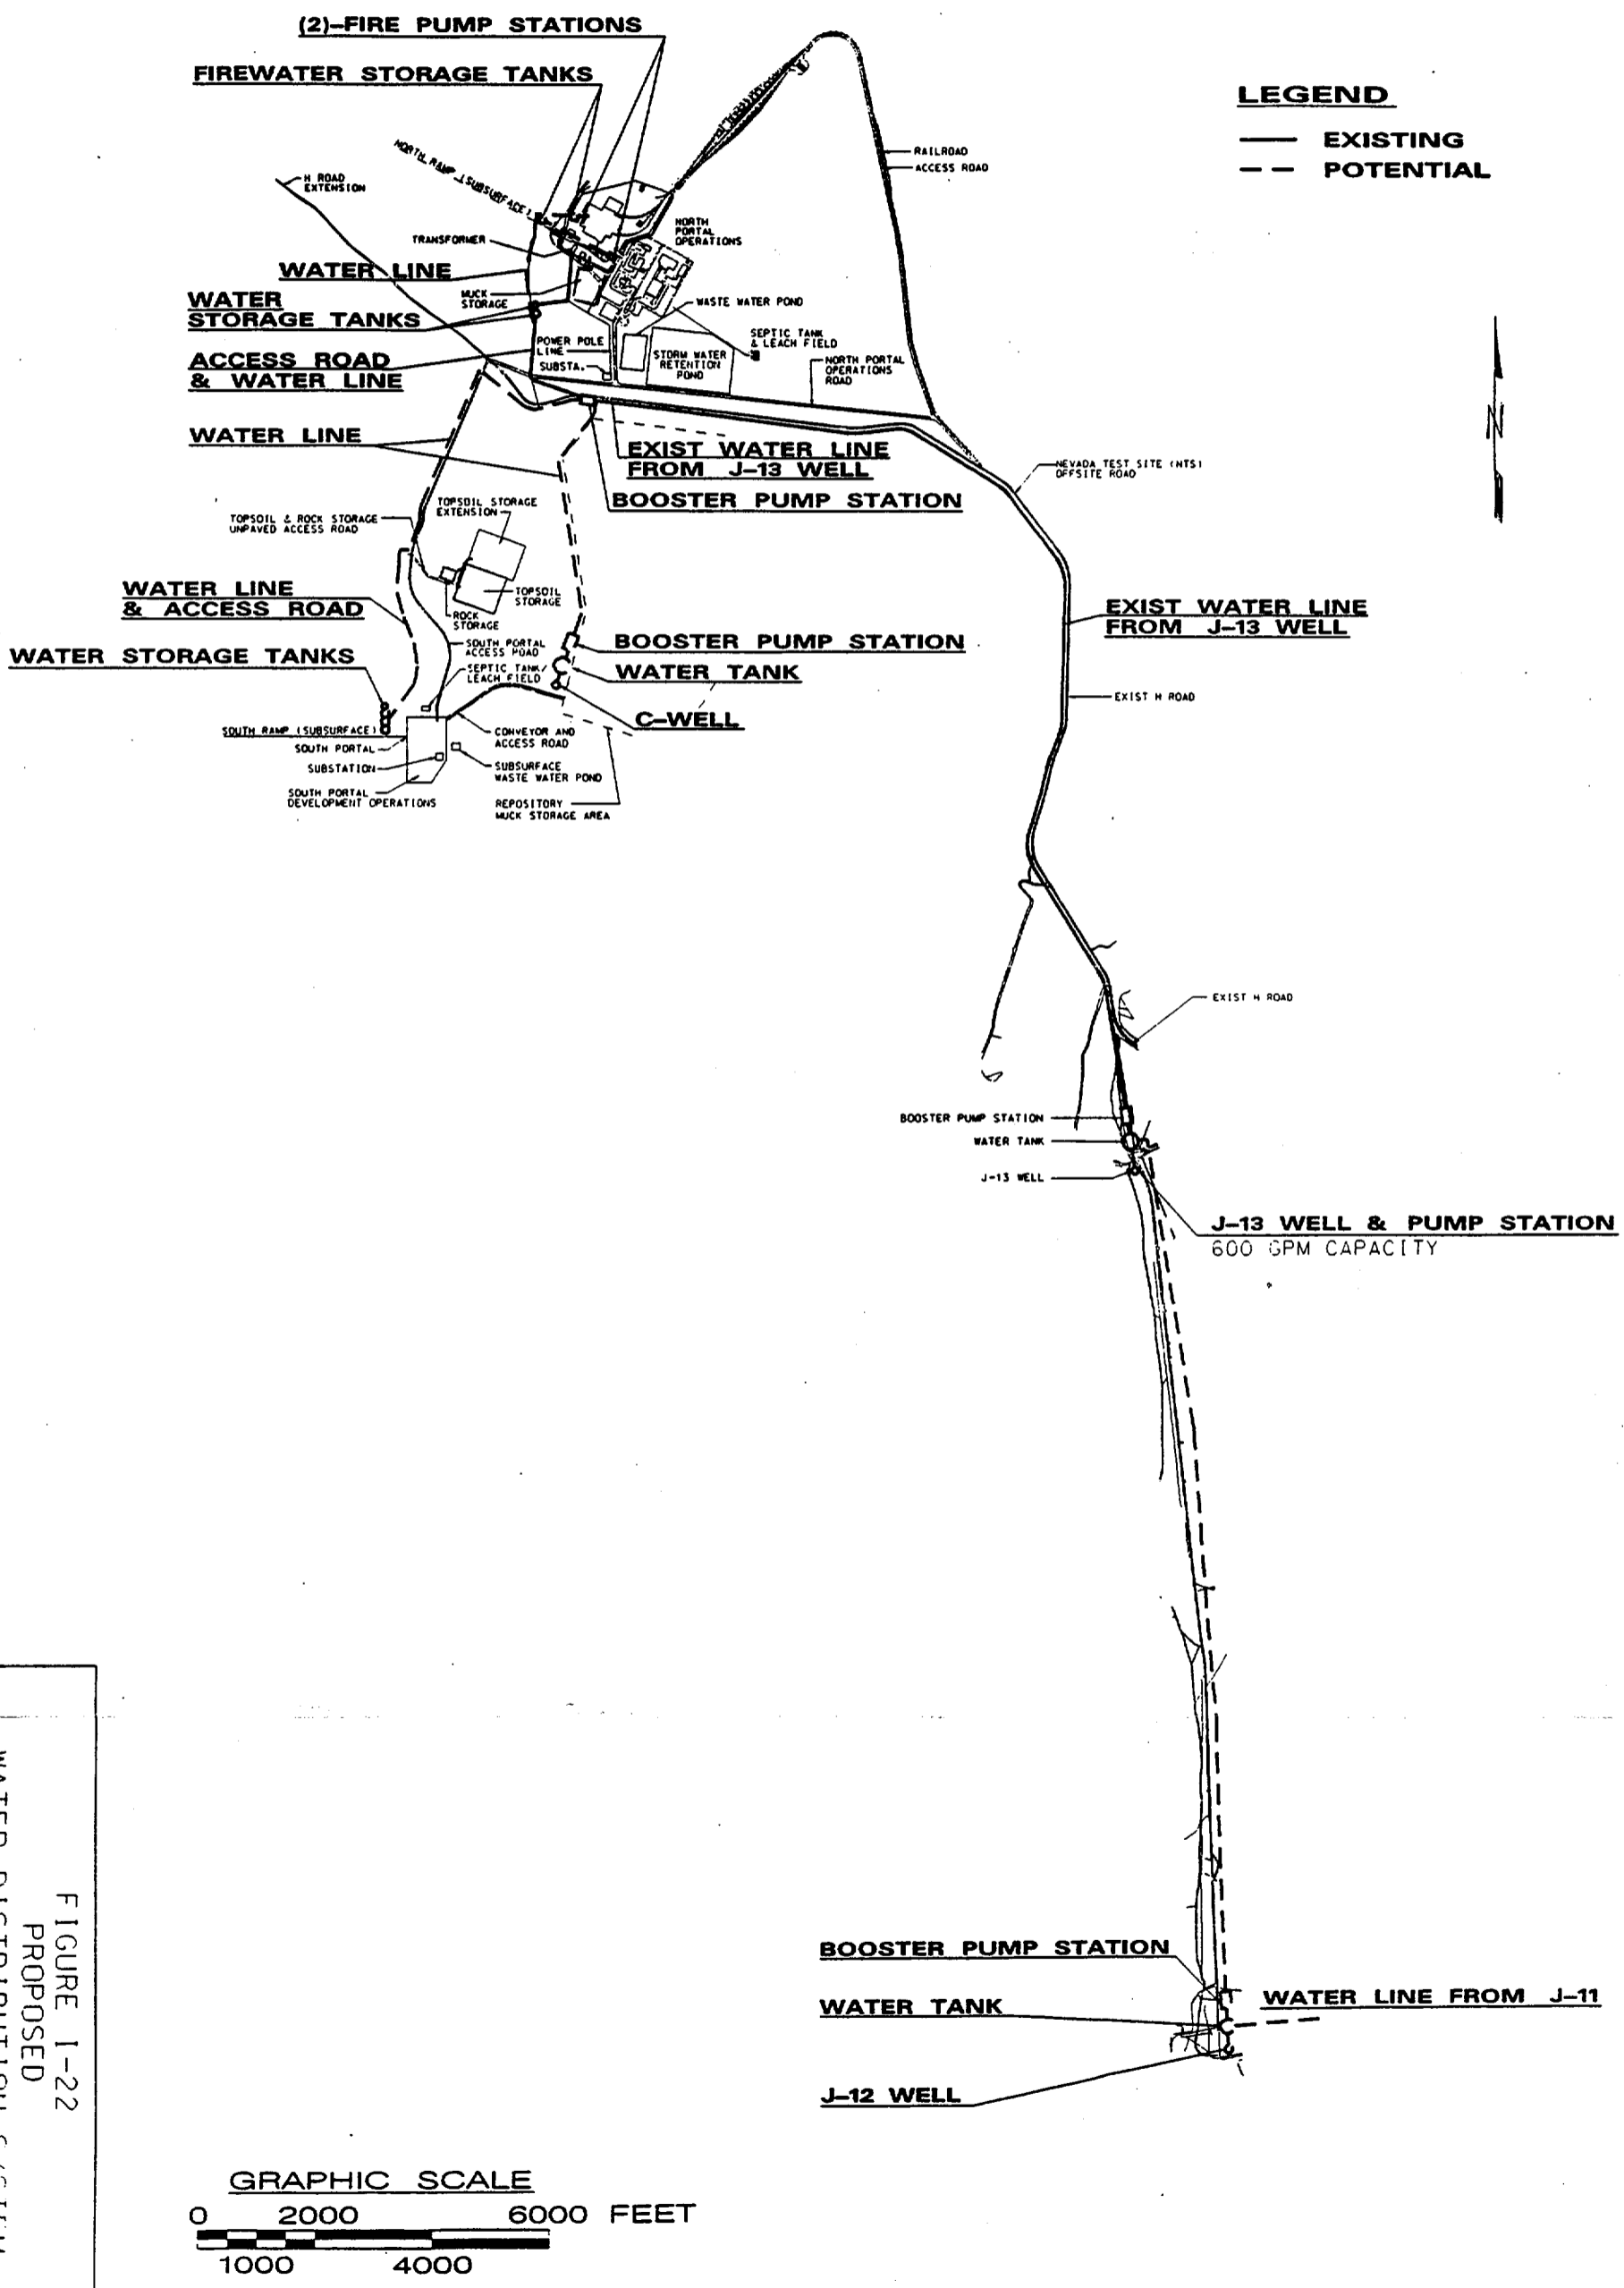 (2)-FIRE PUMP STATIONS
FIREWATER STORAGE TANKS
LEGEND
EXISTING
POTENTIAL
RAILROAD
ACCESS ROAD
NORTH RAMP (SUBSURFACE)
H ROAD
EXTENSION
TRANSFORMER
NORTH
PORTAL
OPERATIONS
WATER LINE
MUCK
STORAGE
WATER
STORAGE TANKS
WASTE WATER POND
POWER POLE
LINE
SUBSTA.
STORM WATER
RETENTION
POND
SEPTIC TANK
& LEACH FIELD
NORTH PORTAL
OPERATIONS
ROAD
ACCESS ROAD
& WATER LINE
N
WATER LINE
EXIST WATER LINE
FROM J-13 WELL
NEVADA TEST SITE (NTS)
OFFSITE ROAD
BOOSTER PUMP STATION
TOPSOIL STORAGE
EXTENSION
TOPSOIL & ROCK STORAGE
UNPAVED ACCESS ROAD
WATER LINE
& ACCESS ROAD
TOPSOIL
STORAGE
ROCK
STORAGE
EXIST WATER LINE
FROM J-13 WELL
SOUTH PORTAL
ACCESS ROAD
BOOSTER PUMP STATION
WATER STORAGE TANKS
SEPTIC TANK/
LEACH FIELD
WATER TANK
EXIST H ROAD
C-WELL
SOUTH RAMP (SUBSURFACE)
CONVEYOR AND
ACCESS ROAD
SOUTH PORTAL
SUBSTATION
SUBSURFACE
WASTE WATER POND
SOUTH PORTAL
DEVELOPMENT OPERATIONS
REPOSITORY
MUCK STORAGE AREA
EXIST H ROAD
BOOSTER PUMP STATION
WATER TANK
J-13 WELL
J-13 WELL & PUMP STATION
600 GPM CAPACITY
BOOSTER PUMP STATION
WATER LINE FROM J-11
WATER TANK
J-12 WELL
FIGURE I-22
PROPOSED
WATER DISTRIBUTION SYSTEM
GRAPHIC SCALE
0 2000 6000 FEET
1000 4000